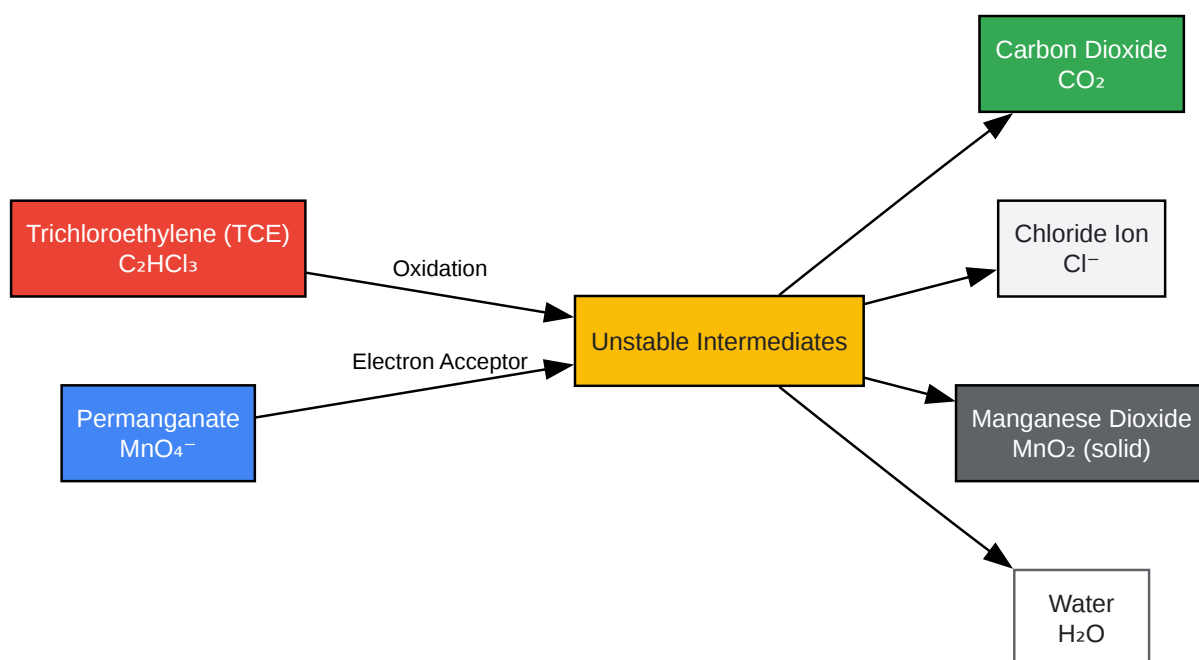 Carbon Dioxide
CO₂
Trichloroethylene (TCE)
C₂HCl₃
Oxidation
Chloride Ion
Cl⁻
Unstable Intermediates
Electron Acceptor
Permanganate
MnO₄⁻
Manganese Dioxide
MnO₂ (solid)
Water
H₂O